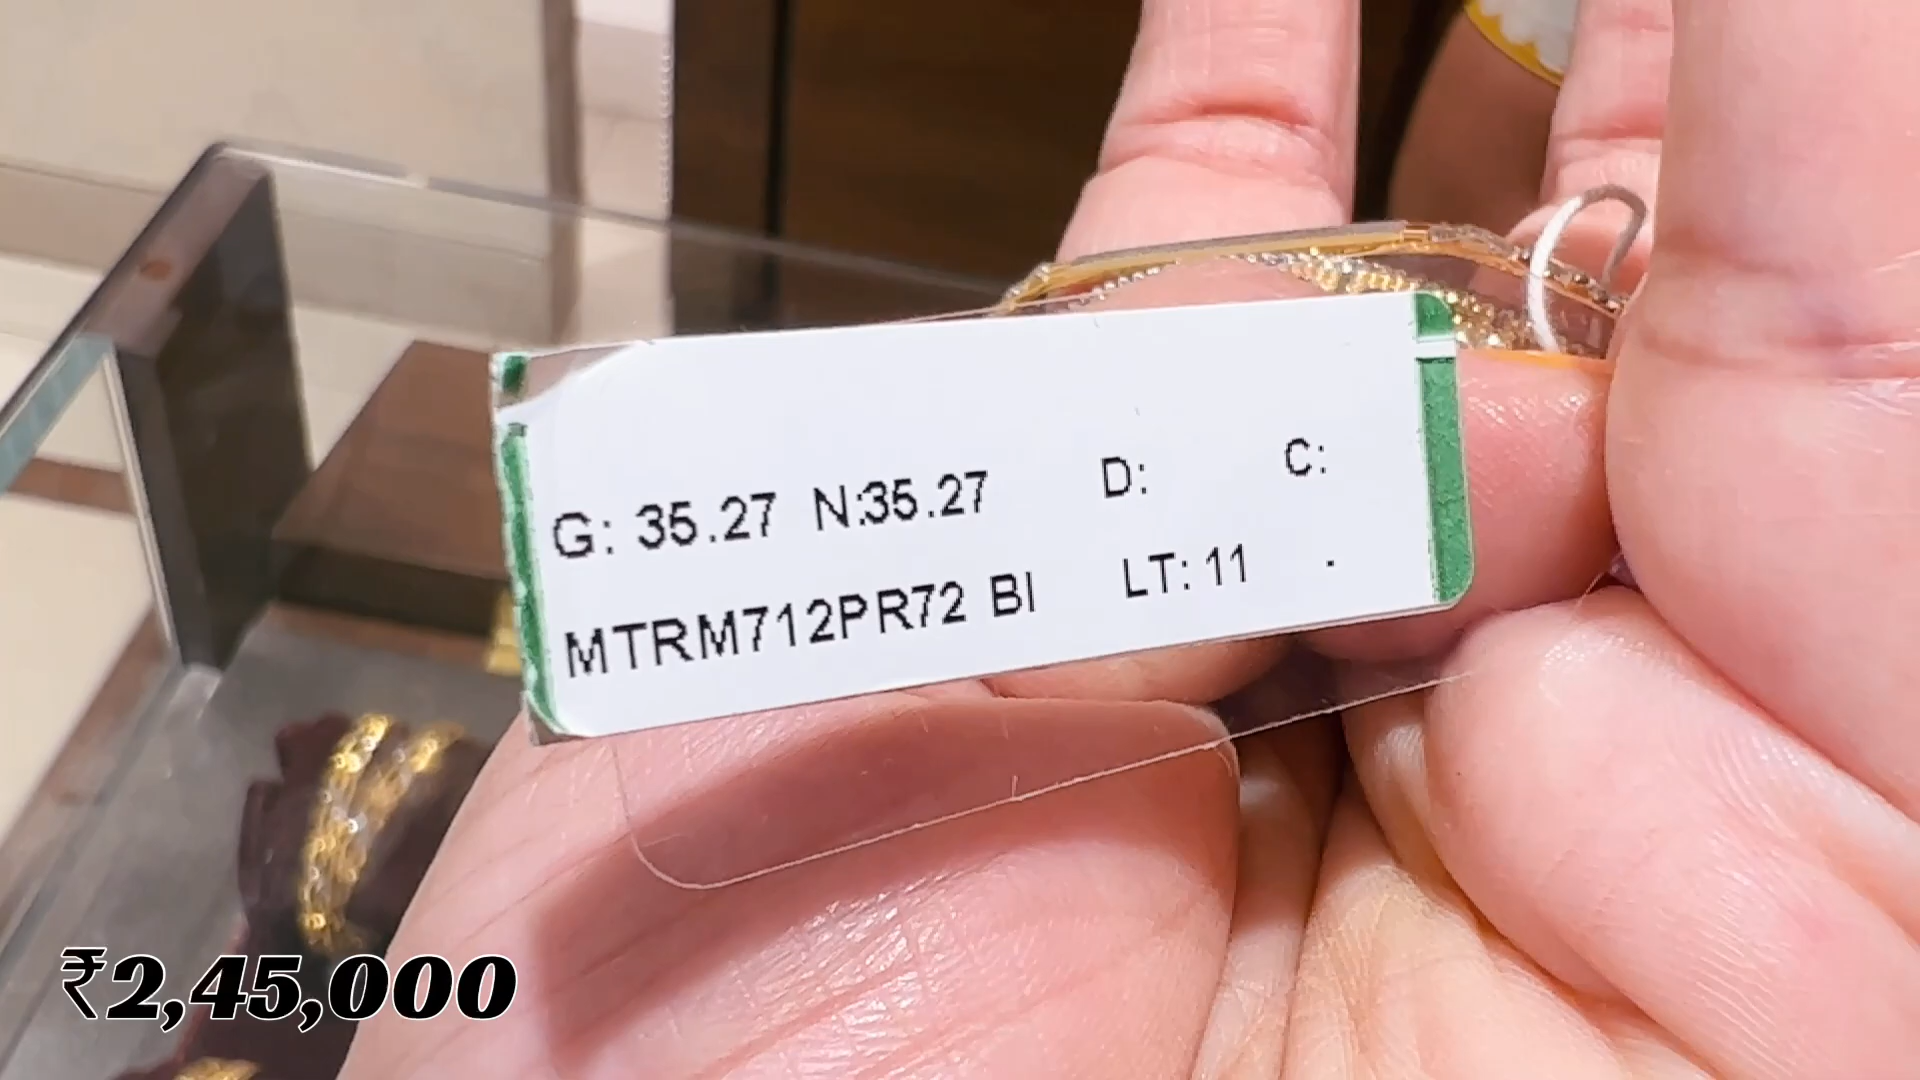 G: 35.27 N:35.27 D: C:
MTRM712PR72 BI LT: 11 .
₹2,45,000